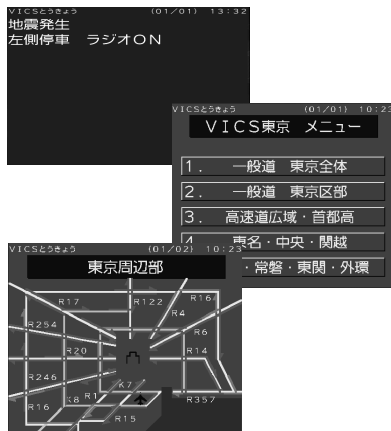 VICSとうきょう (01/01) 13:32
地震発生
左側停車 ラジオON
VICSとうきょう (01/01) 10:23
VICS東京 メニュー
1. 一般道 東京全体
2. 一般道 東京区部
3. 高速道広域・首都高
4. 東名・中央・関越
・常磐・東関・外環
VICSとうきょう (01/02) 10:23
東京周辺部
R17
R122
R164
R4
R254
R6
R20
R14
R246
K7
R16
K8
R1
R357
R15